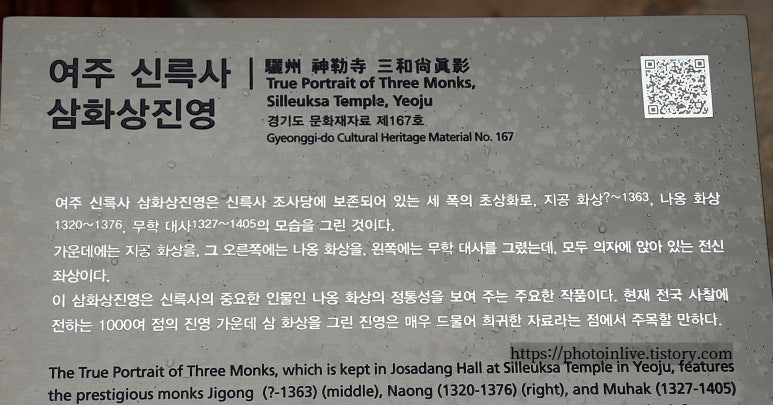 여주 신륵사
삼화상진영
驪州 神勒寺 三和尙眞影
True Portrait of Three Monks,
Silleuksa Temple, Yeoju
경기도 문화재자료 제167호
Gyeonggi-do Cultural Heritage Material No. 167
여주 신륵사 삼화상진영은 신륵사 조사당에 보존되어 있는 세 폭의 초상화로, 지공 화상?~1363, 나옹 화상
1320~1376, 무학 대사1327~1405의 모습을 그린 것이다.
가운데에는 지공 화상을, 그 오른쪽에는 나옹 화상을, 왼쪽에는 무학 대사를 그렸는데, 모두 의자에 앉아 있는 전신
좌상이다.
이 삼화상진영은 신륵사의 중요한 인물인 나옹 화상의 정통성을 보여 주는 주요한 작품이다. 현재 전국 사찰에
전하는 1000여 점의 진영 가운데 삼 화상을 그린 진영은 매우 드물어 희귀한 자료라는 점에서 주목할 만하다.
https://photoinlive.tistory.com
The True Portrait of Three Monks, which is kept in Josadang Hall at Silleuksa Temple in Yeoju, features
the prestigious monks Jigong (?-1363) (middle), Naong (1320-1376) (right), and Muhak (1327-1405)